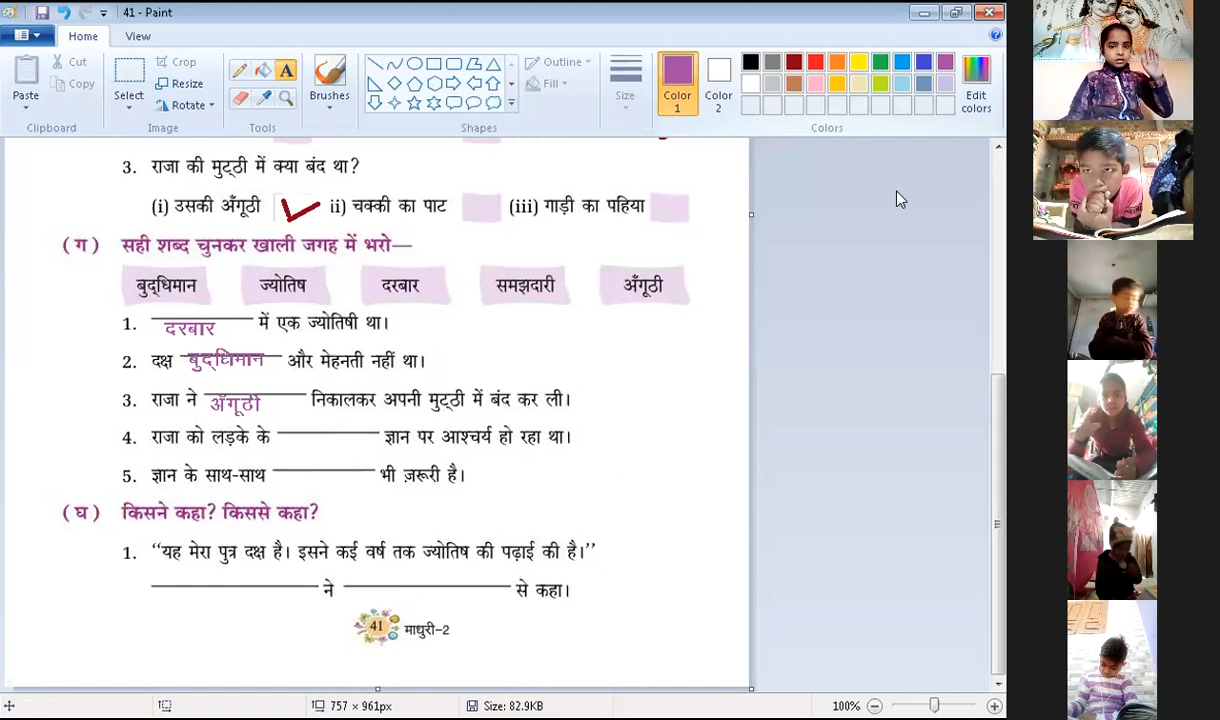 41 - Paint
Home View
Paste Cut Copy Select Crop Resize Rotate Brushes Outline Fill Size Color 1 Color 2 Edit colors
Clipboard Image Tools Shapes Colors
3. राजा की मुट्ठी में क्या बंद था?
(i) उसकी अँगूठी ii) चक्की का पाट (iii) गाड़ी का पहिया
(ग) सही शब्द चुनकर खाली जगह में भरो—
बुद्धिमान ज्योतिष दरबार समझदारी अँगूठी
1. दरबार में एक ज्योतिषी था।
2. दक्ष बुद्धिमान और मेहनती नहीं था।
3. राजा ने अँगूठी निकालकर अपनी मुट्ठी में बंद कर ली।
4. राजा को लड़के के ____________ ज्ञान पर आश्चर्य हो रहा था।
5. ज्ञान के साथ-साथ ____________ भी ज़रूरी है।
(घ) किसने कहा? किससे कहा?
1. “यह मेरा पुत्र दक्ष है। इसने कई वर्ष तक ज्योतिष की पढ़ाई की है।”
____________________ ने ____________________ से कहा।
41 माधुरी-2
757 × 961px Size: 82.9KB 100%